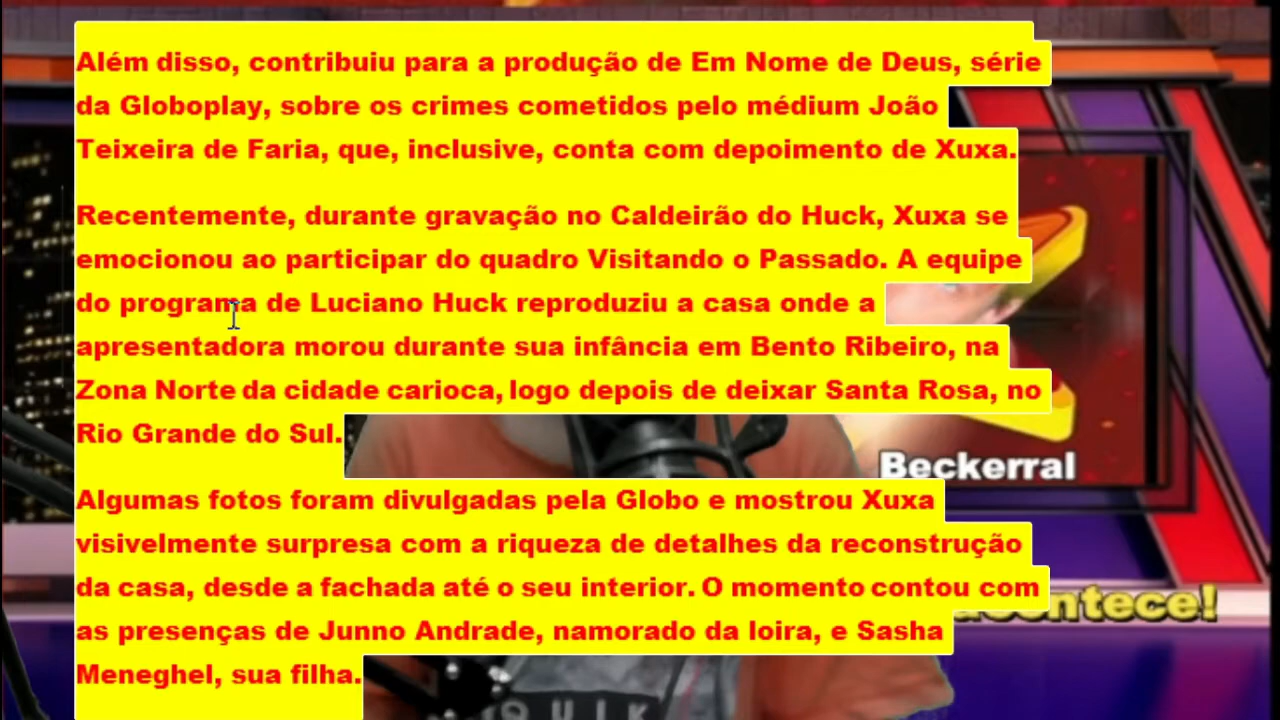 Além disso, contribuiu para a produção de Em Nome de Deus, série
da Globoplay, sobre os crimes cometidos pelo médium João
Teixeira de Faria, que, inclusive, conta com depoimento de Xuxa.
Recentemente, durante gravação no Caldeirão do Huck, Xuxa se
emocionou ao participar do quadro Visitando o Passado. A equipe
do programa de Luciano Huck reproduziu a casa onde a
apresentadora morou durante sua infância em Bento Ribeiro, na
Zona Norte da cidade carioca, logo depois de deixar Santa Rosa, no
Rio Grande do Sul.
Beckerral
Algumas fotos foram divulgadas pela Globo e mostrou Xuxa
visivelmente surpresa com a riqueza de detalhes da reconstrução
da casa, desde a fachada até o seu interior. O momento contou com
as presenças de Junno Andrade, namorado da loira, e Sasha
Meneghel, sua filha.